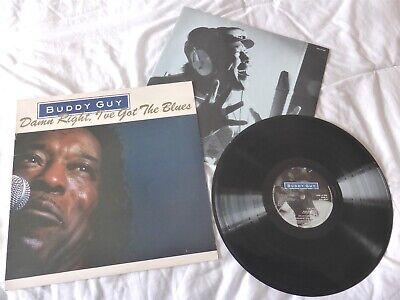 BUDDY GUY
Damn Right, I've Got The Blues
BUDDY GUY